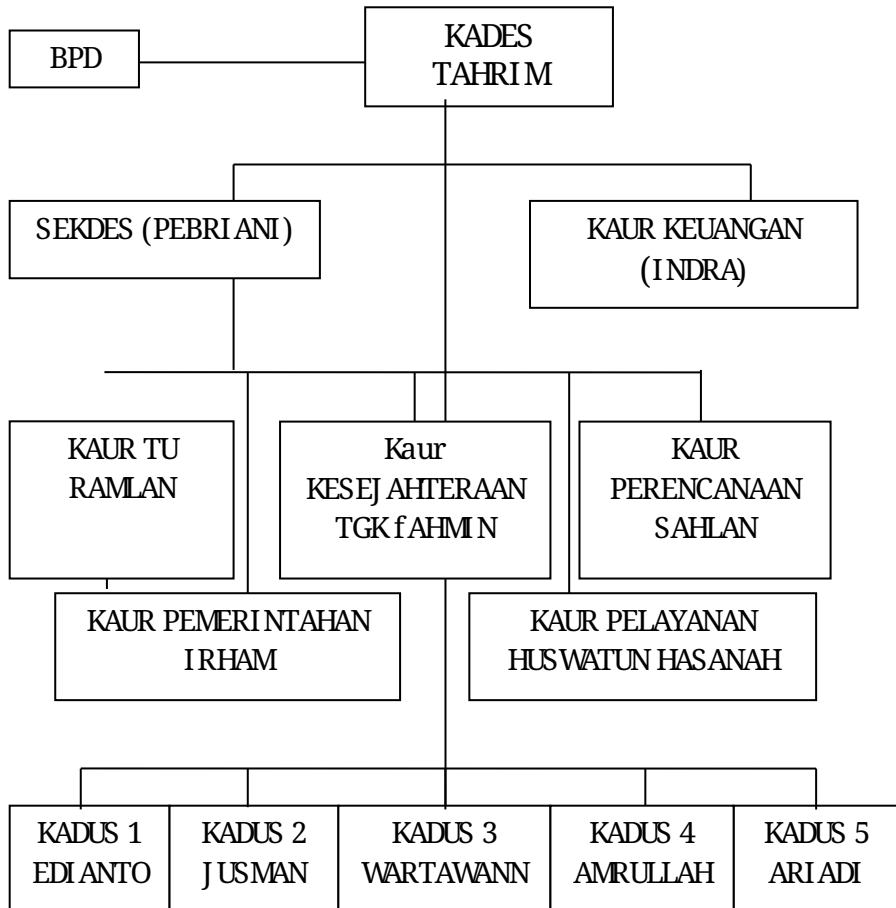 BPD
KADES
TAHRIM
SEKDES (PEBRIANI)
KAUR KEUANGAN
(INDRA)
KAUR TU
RAMLAN
Kaur
KESEJAHTERAAN
TGK fAHMIN
KAUR
PERENCANAAN
SAHLAN
KAUR PEMERINTAHAN
IRHAM
KAUR PELAYANAN
HUSWATUN HASANAH
KADUS 1
EDIANTO
KADUS 2
JUSMAN
KADUS 3
WARTAWANN
KADUS 4
AMRULLAH
KADUS 5
ARIADI